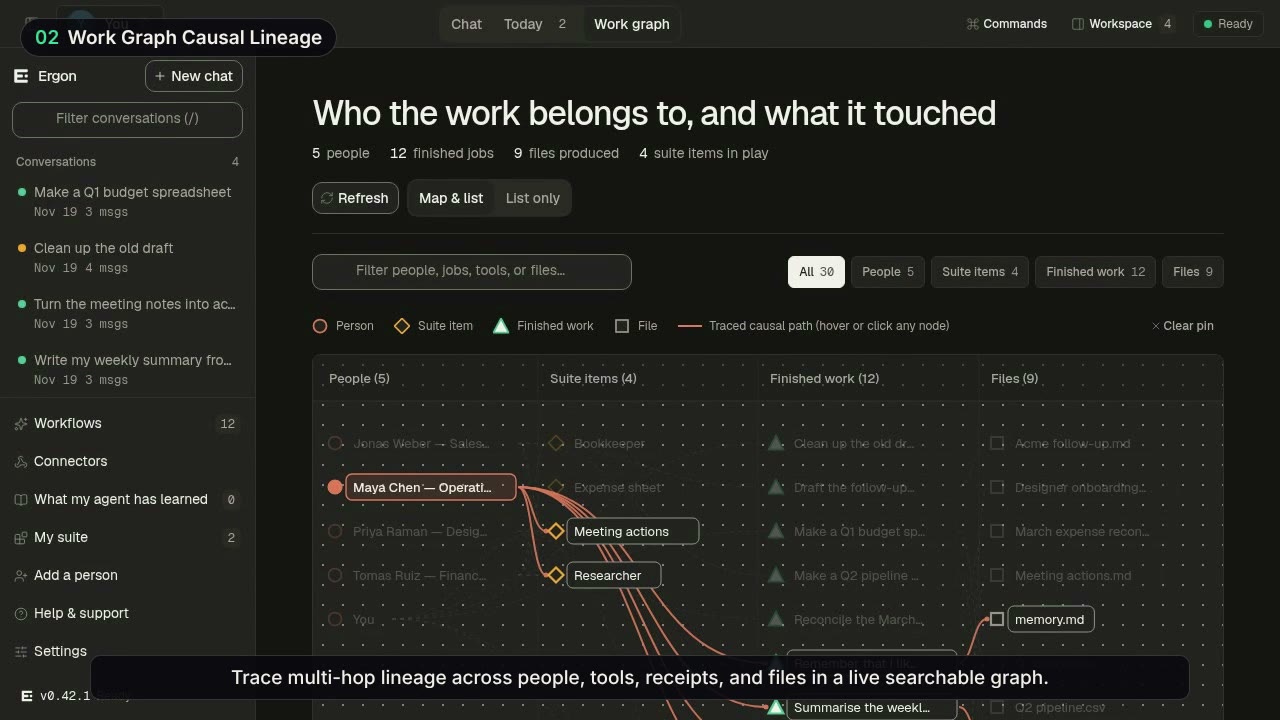 You
02 Work Graph Causal Lineage
Chat Today 2 Work graph
Commands Workspace 4 Ready
Ergon + New chat
Filter conversations (/)
Conversations 4
Make a Q1 budget spreadsheet
Nov 19 3 msgs
Clean up the old draft
Nov 19 4 msgs
Turn the meeting notes into ac…
Nov 19 3 msgs
Write my weekly summary fro…
Nov 19 3 msgs
Workflows 12
Connectors
What my agent has learned 0
My suite 2
Add a person
Help & support
Settings
v0.42.1
Who the work belongs to, and what it touched
5 people 12 finished jobs 9 files produced 4 suite items in play
Refresh Map & list List only
Filter people, jobs, tools, or files…
All 30 People 5 Suite items 4 Finished work 12 Files 9
Person Suite item Finished work File Traced causal path (hover or click any node) × Clear pin
People (5) Suite items (4) Finished work (12) Files (9)
Jonas Weber — Sales… Bookkeeper Clean up the old dr… Acme follow-up.md
Maya Chen — Operati… Expense sheet Draft the follow-up… Designer onboarding…
Priya Raman — Desig… Meeting actions Make a Q1 budget sp… March expense recon…
Tomas Ruiz — Financ… Researcher Make a Q2 pipeline … Meeting actions.md
You Reconcile the March… memory.md
Remember that I lik…
Trace multi-hop lineage across people, tools, receipts, and files in a live searchable graph.
Summarise the weekl… Q2 pipeline.csv